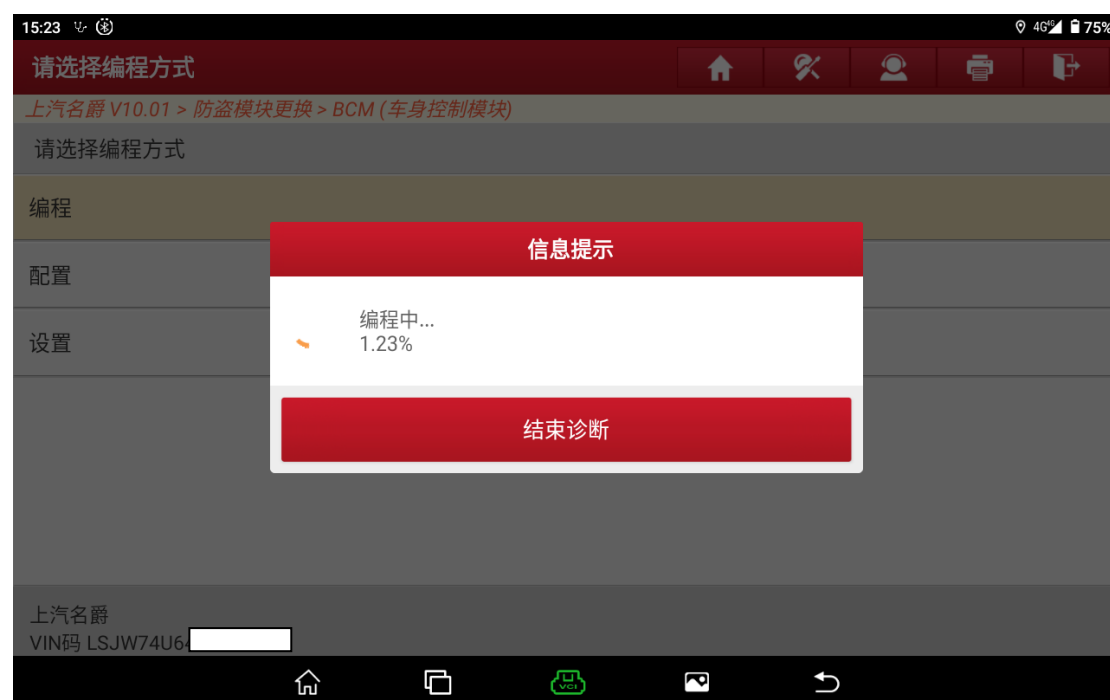 15:23
4G 4G 75%
请选择编程方式
上汽名爵 V10.01 > 防盗模块更换 > BCM (车身控制模块)
请选择编程方式
编程
信息提示
配置
编程中...
1.23%
设置
结束诊断
上汽名爵
VIN码 LSJW74U6
VCI